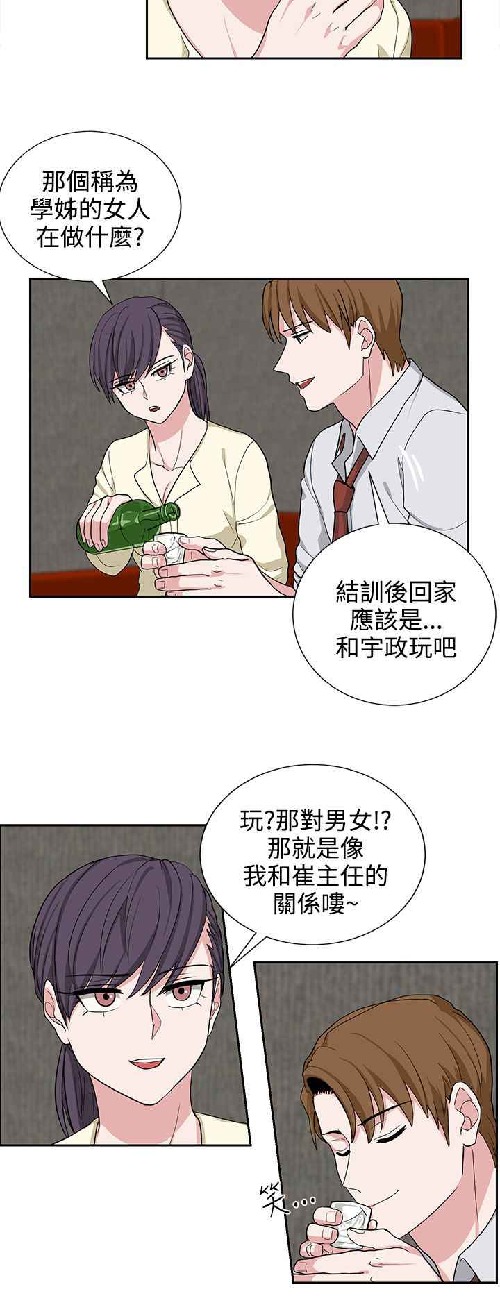 那個稱為
學姊的女人
在做什麼?
結訓後回家
應該是...
和宇政玩吧
玩?那對男女!?
那就是像
我和崔主任的
關係嘍~
笑...